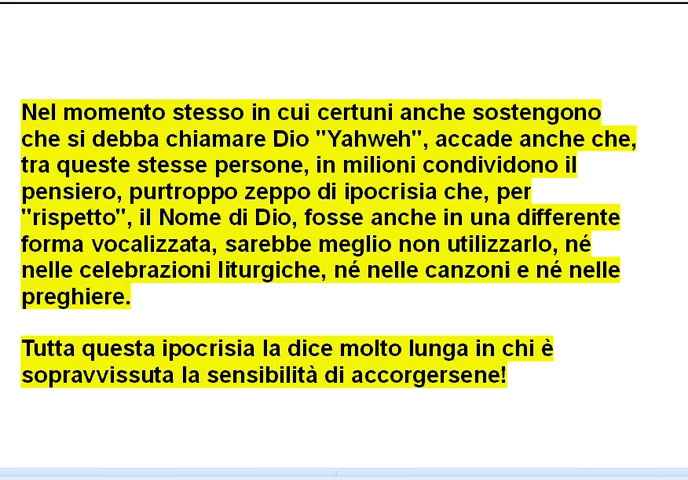 Nel momento stesso in cui certuni anche sostengono
che si debba chiamare Dio "Yahweh", accade anche che,
tra queste stesse persone, in milioni condividono il
pensiero, purtroppo zeppo di ipocrisia che, per
"rispetto", il Nome di Dio, fosse anche in una differente
forma vocalizzata, sarebbe meglio non utilizzarlo, né
nelle celebrazioni liturgiche, né nelle canzoni e né nelle
preghiere.
Tutta questa ipocrisia la dice molto lunga in chi è
sopravvissuta la sensibilità di accorgersene!